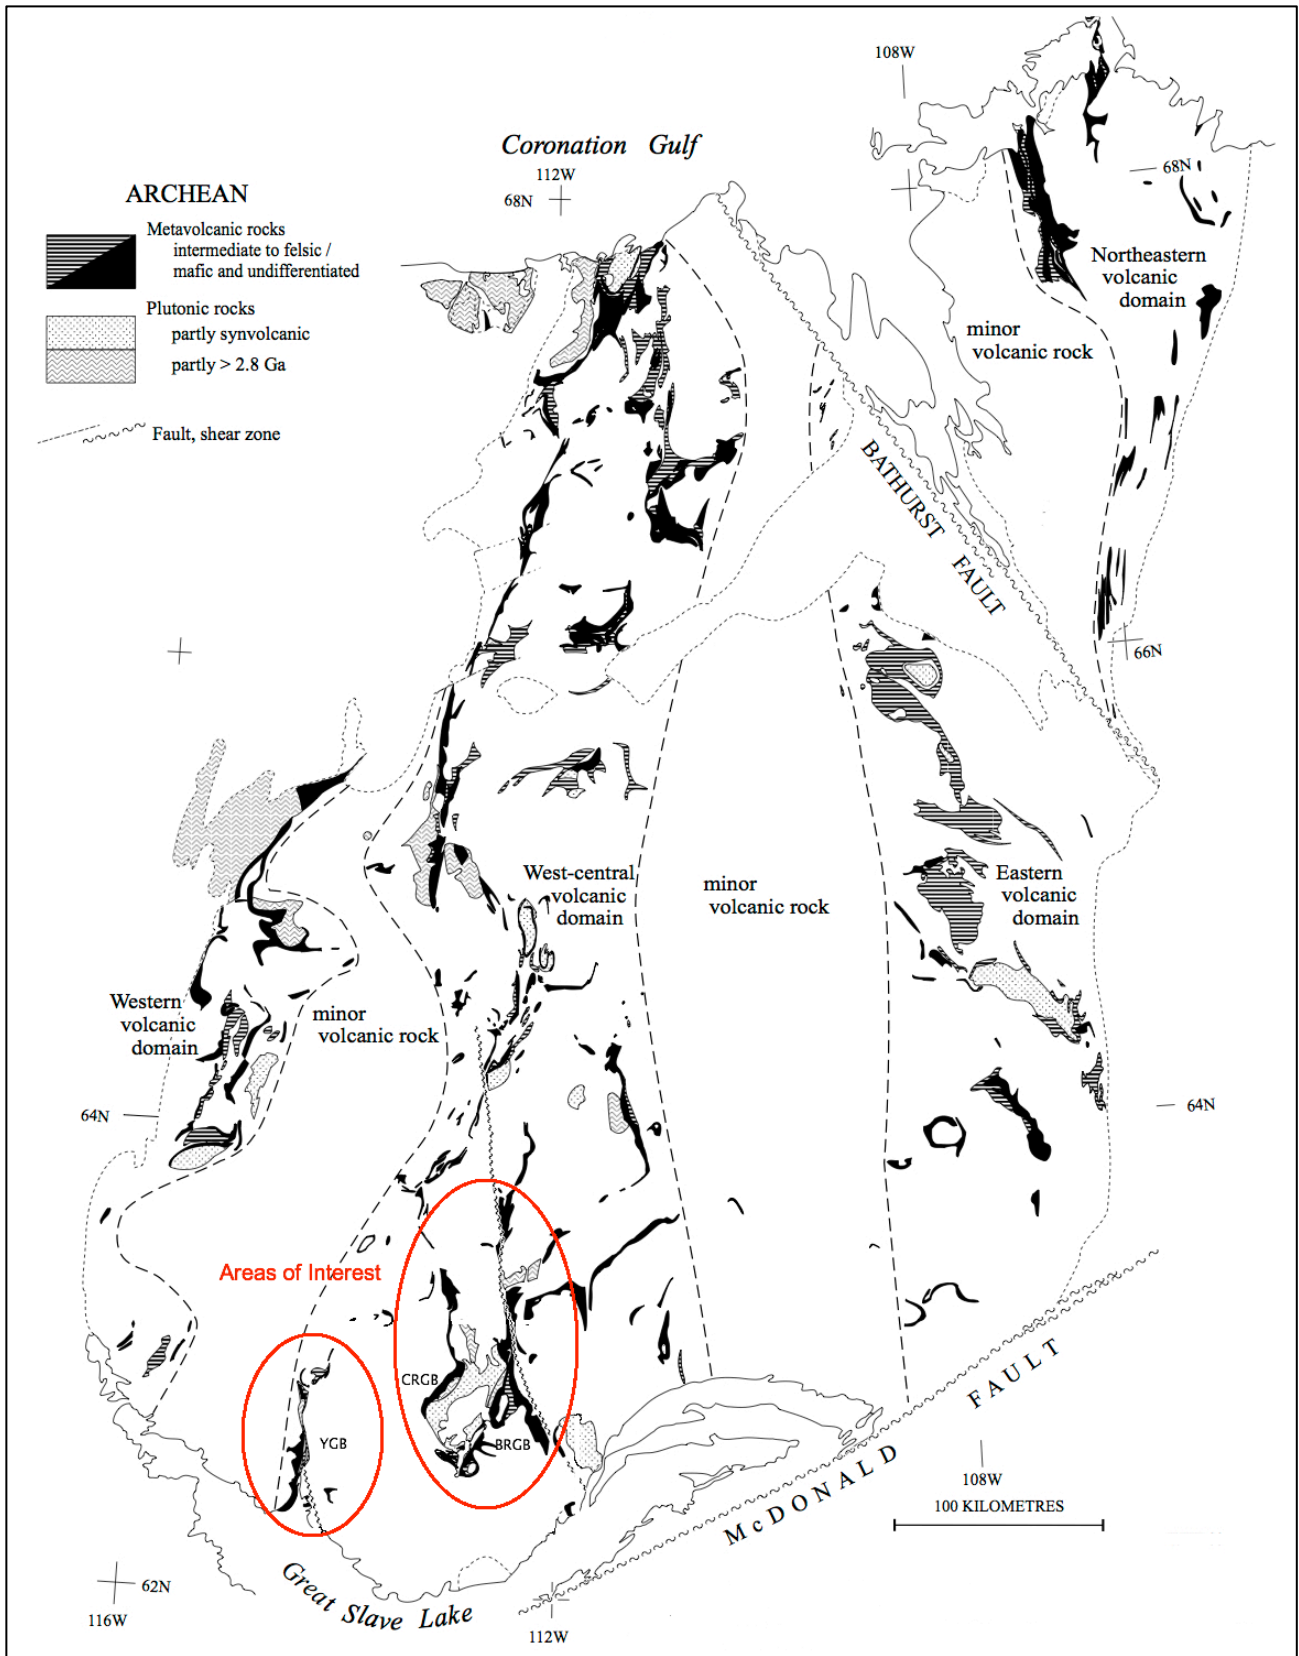 Coronation Gulf
112W
68N
108W
68N
ARCHEAN
Metavolcanic rocks
intermediate to felsic /
mafic and undifferentiated
Plutonic rocks
partly synvolcanic
partly > 2.8 Ga
Fault, shear zone
Northeastern
volcanic
domain
minor
volcanic rock
BATHURST FAULT
66N
West-central
volcanic
domain
minor
volcanic rock
Eastern
volcanic
domain
Western
volcanic
domain
minor
volcanic rock
64N
64N
Areas of Interest
CRGB
YGB
BRGB
McDONALD FAULT
108W
100 KILOMETRES
62N
116W
Great Slave Lake
112W